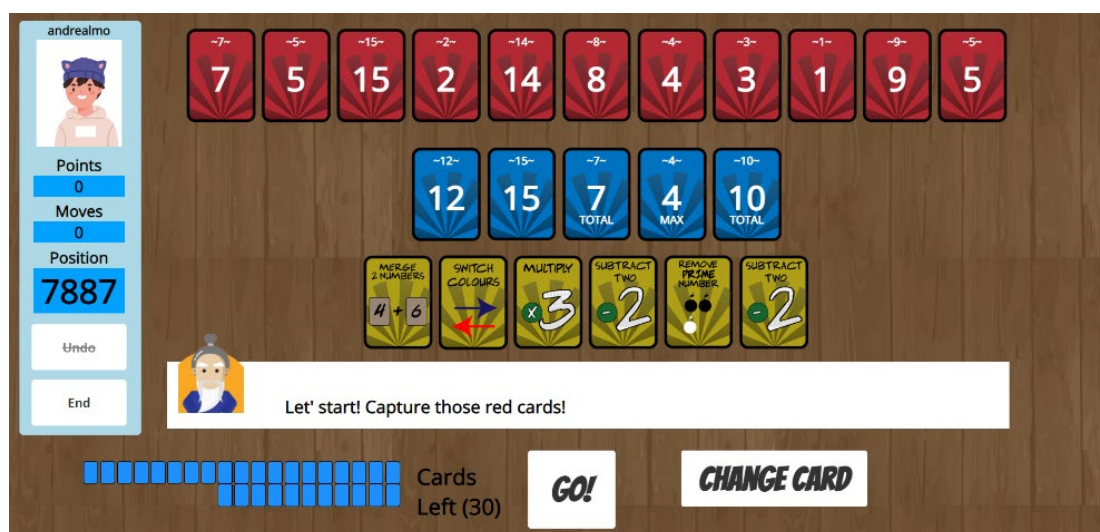 andrealmo
Points
0
Moves
0
Position
7887
Undo
End
~7~ ~5~ ~15~ ~2~ ~14~ ~8~ ~4~ ~3~ ~1~ ~9~ ~5~
7 5 15 2 14 8 4 3 1 9 5
~12~ ~15~ ~7~ ~4~ ~10~
12 15 7 4 10
TOTAL MAX TOTAL
MERGE 2 NUMBERS
4 + 6
SWITCH COLOURS
MULTIPLY
x3
SUBTRACT TWO
-2
REMOVE PRIME NUMBER
SUBTRACT TWO
-2
Let' start! Capture those red cards!
Cards
Left (30)
GO!
CHANGE CARD